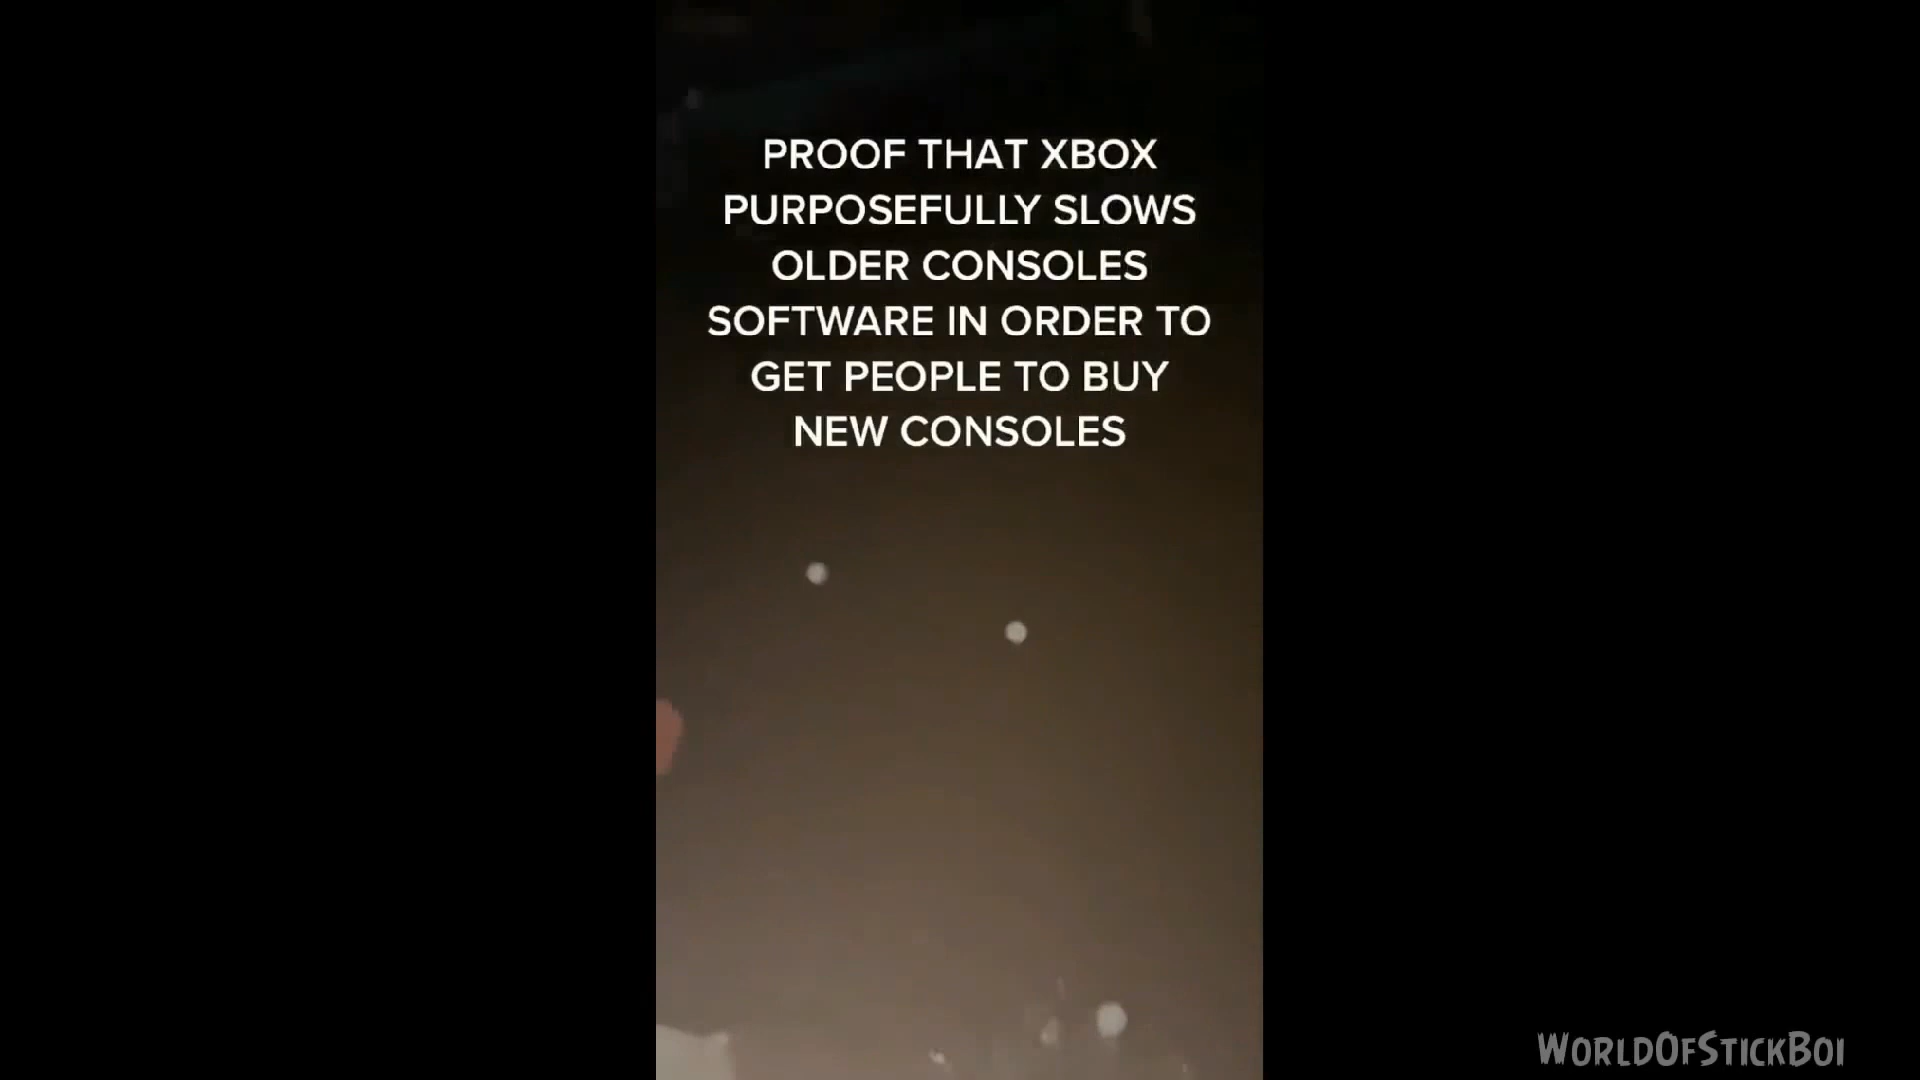 PROOF THAT XBOX
PURPOSEFULLY SLOWS
OLDER CONSOLES
SOFTWARE IN ORDER TO
GET PEOPLE TO BUY
NEW CONSOLES
WORLDOFSTICKBOI